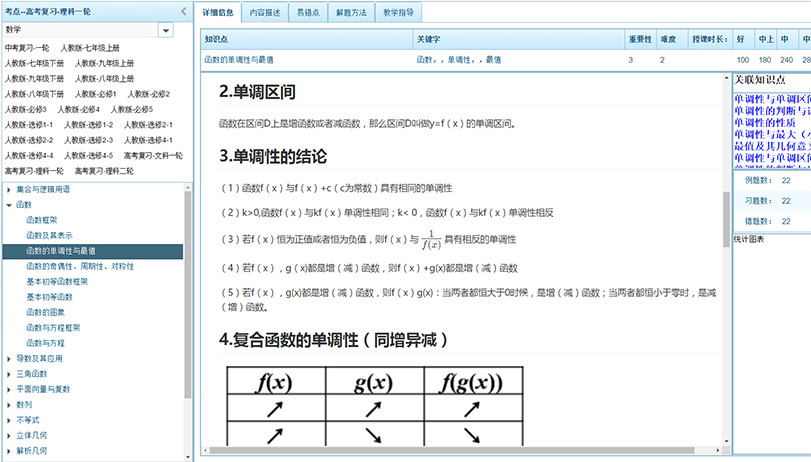 考点--高考复习-理科一轮
数学
中考复习-一轮 人教版-七年级上册
人教版-七年级下册 人教版-九年级上册
人教版-九年级下册 人教版-八年级上册
人教版-八年级下册 人教版-必修1 人教版-必修2
人教版-必修3 人教版-必修4 人教版-必修5
人教版-选修1-1 人教版-选修1-2 人教版-选修2-1
人教版-选修2-2 人教版-选修2-3 人教版-选修4-1
人教版-选修4-4 人教版-选修4-5 高考复习-文科一轮
高考复习-理科一轮 高考复习-理科二轮
集合与逻辑用语
函数
函数框架
函数及其表示
函数的单调性与最值
函数的奇偶性、周期性、对称性
基本初等函数框架
基本初等函数
函数的图象
函数与方程框架
函数与方程
导数及其应用
三角函数
平面向量与复数
数列
不等式
立体几何
解析几何
详细信息 内容描述 易错点 解题方法 教学指导
知识点 关键字 重要性 难度 授课时长: 好 中上 中 中
函数的单调性与最值 函数，，单调性，，最值 3 2 100 180 240 28
2.单调区间
函数在区间D上是增函数或者减函数，那么区间D叫做y=f（x）的单调区间。
3.单调性的结论
（1）函数f（x）与f（x）+c（c为常数）具有相同的单调性
（2）k>0,函数f（x）与kf（x）单调性相同；k< 0，函数f（x）与kf（x）单调性相反
（3）若f（x）恒为正值或者恒为负值，则f（x）与 1/f(x) 具有相反的单调性
（4）若f（x），g（x)都是增（减）函数，则f（x）+g(x)都是增（减）函数
（5）若f（x），g(x)都是增（减）函数，则f（x）g(x)：当两者都恒大于0时候，是增（减）函数；当两者都恒小于零时，是减
（增）函数。
4.复合函数的单调性（同增异减）
f(x) g(x) f(g(x))
↗ ↗ ↗
↗ ↘ ↘
关联知识点
单调性与单调区间
单调性的判断与
单调性的性质
单调性与最大（小
最值及其几何意义
单调性与单调区间
例题数: 22
习题数: 22
错题数: 22
统计图表